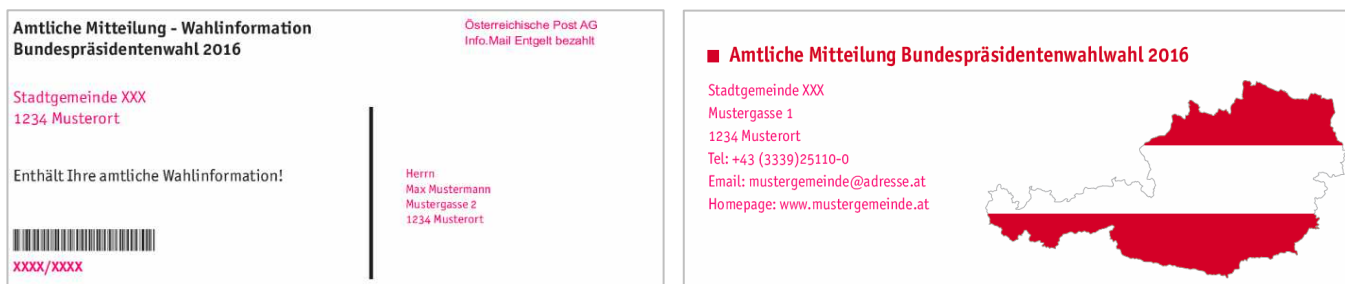 Amtliche Mitteilung - Wahlinformation
Bundespräsidentenwahl 2016
Österreichische Post AG
Info.Mail Entgelt bezahlt
Stadtgemeinde XXX
1234 Musterort
Enthält Ihre amtliche Wahlinformation!
Herrn
Max Mustermann
Mustergasse 2
1234 Musterort
XXXX/XXXX
Amtliche Mitteilung Bundespräsidentenwahlwahl 2016
Stadtgemeinde XXX
Mustergasse 1
1234 Musterort
Tel: +43 (3339)25110-0
Email: mustergemeinde@adresse.at
Homepage: www.mustergemeinde.at